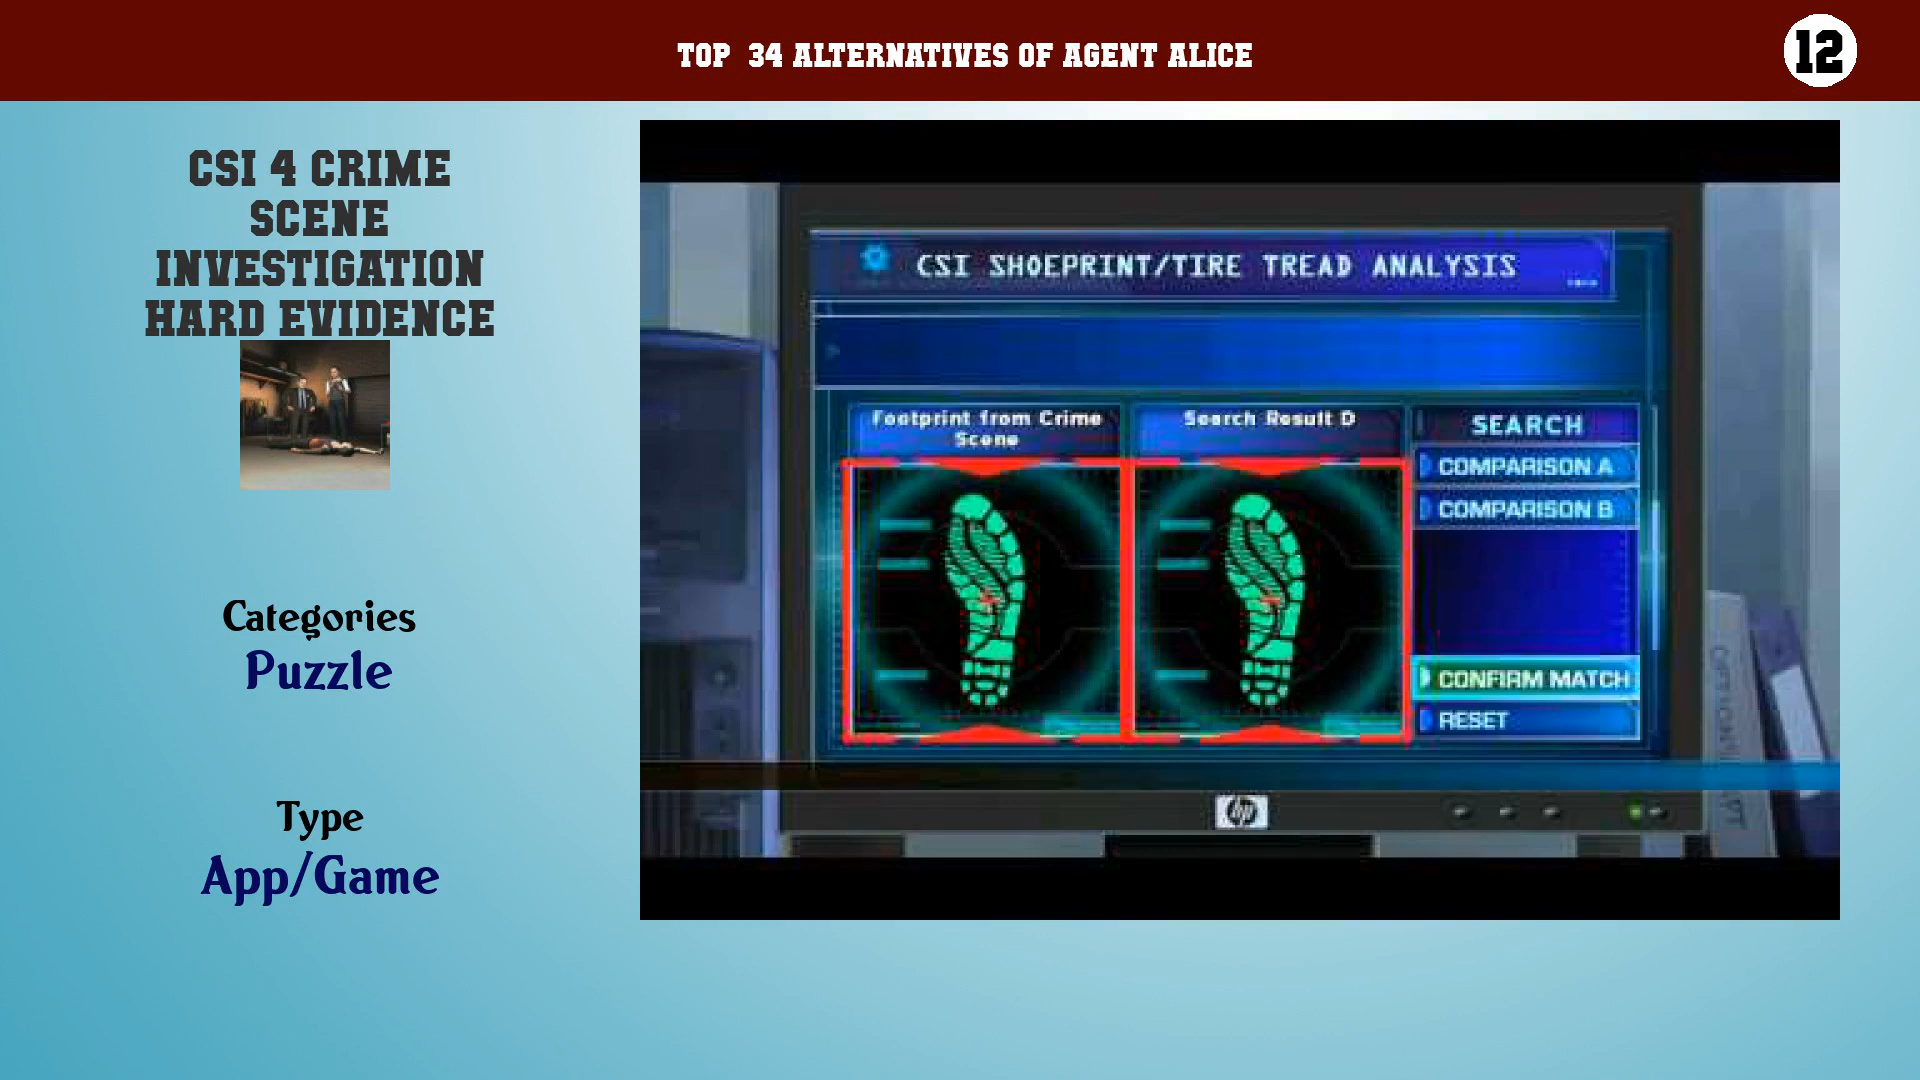 TOP 34 ALTERNATIVES OF AGENT ALICE
12
CSI 4 CRIME
SCENE
INVESTIGATION
HARD EVIDENCE
Categories
Puzzle
Type
App/Game
CSI SHOEPRINT/TIRE TREAD ANALYSIS
Footprint from Crime
Scene
Search Result D
SEARCH
COMPARISON A
COMPARISON B
CONFIRM MATCH
RESET
hp